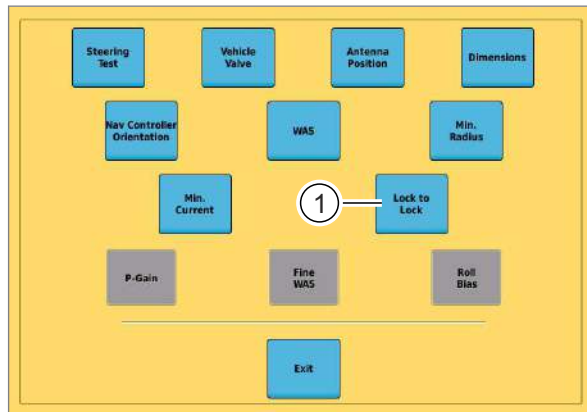 Steering
Test
Vehicle
Valve
Antenna
Position
Dimensions
Nav Controller
Orientation
WAS
Min.
Radius
Min.
Current
1
Lock to
Lock
P-Gain
Fine
WAS
Roll
Bias
Exit